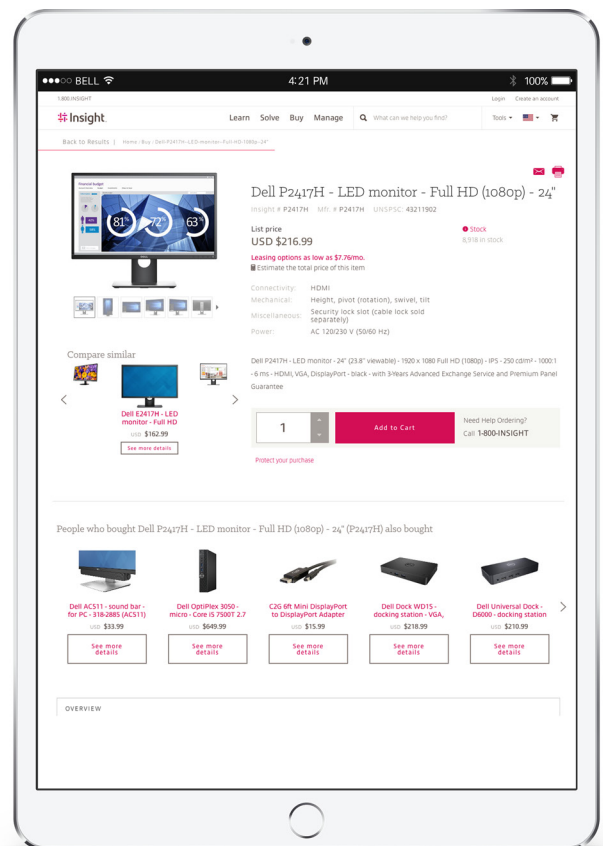 BELL
4:21 PM
100%
1-800.INSIGHT
Login Create an account
Insight.
Learn Solve Buy Manage
What can we help you find?
Tools
Back to Results | Home › Buy › Dell-P2417H-LED-monitor-Full-HD-1080p-24"
Dell P2417H - LED monitor - Full HD (1080p) - 24"
Insight # P2417H Mfr. # P2417H UNSPSC: 43211902
List price
USD $216.99
Stock
8,916 in stock
Leasing options as low as $7.76/mo.
Estimate the total price of this item
Connectivity: HDMI
Mechanical: Height, pivot (rotation), swivel, tilt
Miscellaneous: Security lock slot (cable lock sold
separately)
Power: AC 120/230 V (50/60 Hz)
Financial budget
81% 72% 63%
Dell P2417H - LED monitor - 24" (23.8" viewable) - 1920 x 1080 Full HD (1080p) - IPS - 250 cd/m² - 1000:1
- 6 ms - HDMI, VGA, DisplayPort - black - with 3-Years Advanced Exchange Service and Premium Panel
Guarantee
Compare similar
Dell E2417H - LED
monitor - Full HD
USD $162.99
See more details
1
Add to Cart
Need Help Ordering?
Call 1-800-INSIGHT
Protect your purchase
People who bought Dell P2417H - LED monitor - Full HD (1080p) - 24" (P2417H) also bought
Dell AC511 - sound bar -
for PC - 318-2885 (AC511)
USD $33.99
See more
details
Dell OptiPlex 3050 -
micro - Core i5 7500T 2.7
USD $649.99
See more
details
C2G 6ft Mini DisplayPort
to DisplayPort Adapter
USD $15.99
See more
details
Dell Dock WD15 -
docking station - VGA,
USD $218.99
See more
details
Dell Universal Dock -
D6000 - docking station
USD $210.99
See more
details
OVERVIEW